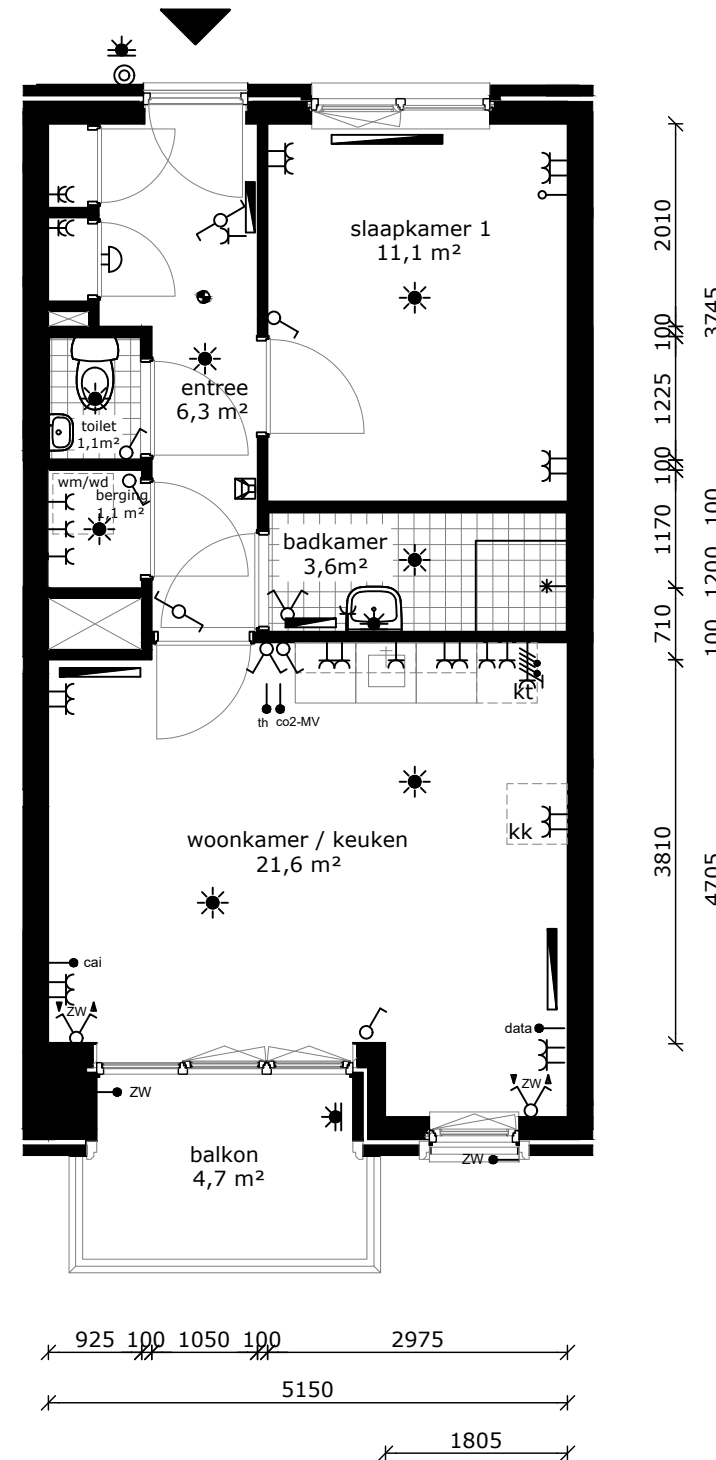 slaapkamer 1
11,1 m²
entree
6,3 m²
toilet
1,1m²
wm/wd
berging
1,1 m²
badkamer
3,6m²
kt
th
co2-MV
kk
woonkamer / keuken
21,6 m²
cai
ZW
data
ZW
ZW
balkon
4,7 m²
ZW
2010
100
1225
100
1170
710
3810
3745
100
1200
100
4705
925
100
1050
100
2975
5150
1805